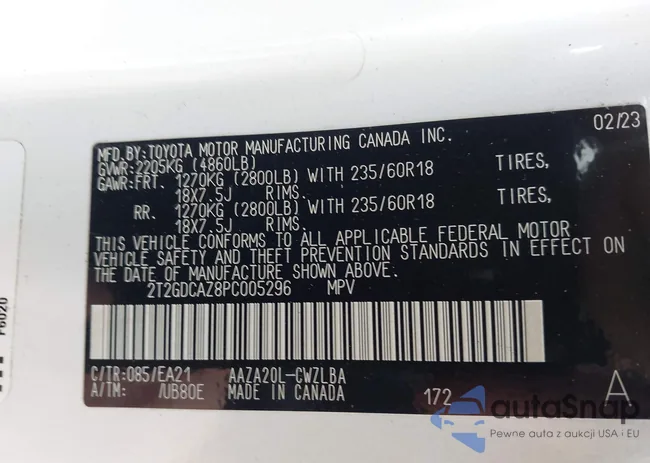 02/23
MFD.BY:TOYOTA MOTOR MANUFACTURING CANADA INC.
GVWR:2205KG (4860LB)
GAWR:FRT. 1270KG (2800LB) WITH 235/60R18 TIRES,
18X7.5J RIMS.
RR. 1270KG (2800LB) WITH 235/60R18 TIRES,
18X7.5J RIMS.
THIS VEHICLE CONFORMS TO ALL APPLICABLE FEDERAL MOTOR
VEHICLE SAFETY AND THEFT PREVENTION STANDARDS IN EFFECT ON
THE DATE OF MANUFACTURE SHOWN ABOVE.
2T2GDCAZ8PC005296 MPV
C/TR:085/EA21 AAZA20L-CWZLBA
A/TM: /UB80E MADE IN CANADA 172 A
F6020
autoSnap
Pewne auta z aukcji USA i EU